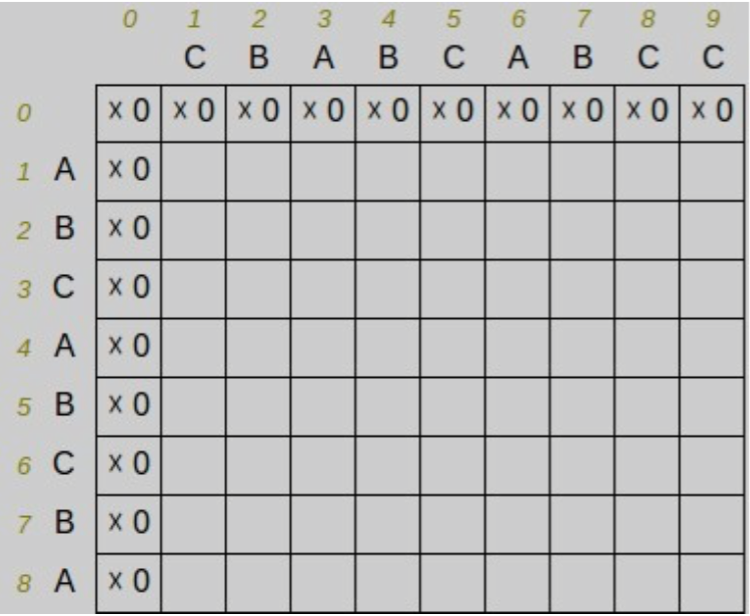 0 1 2 3 4 5 6 7 8 9
C B A B C A B C C
0 x 0 x 0 x 0 x 0 x 0 x 0 x 0 x 0 x 0 x 0
1 A x 0
2 B x 0
3 C x 0
4 A x 0
5 B x 0
6 C x 0
7 B x 0
8 A x 0